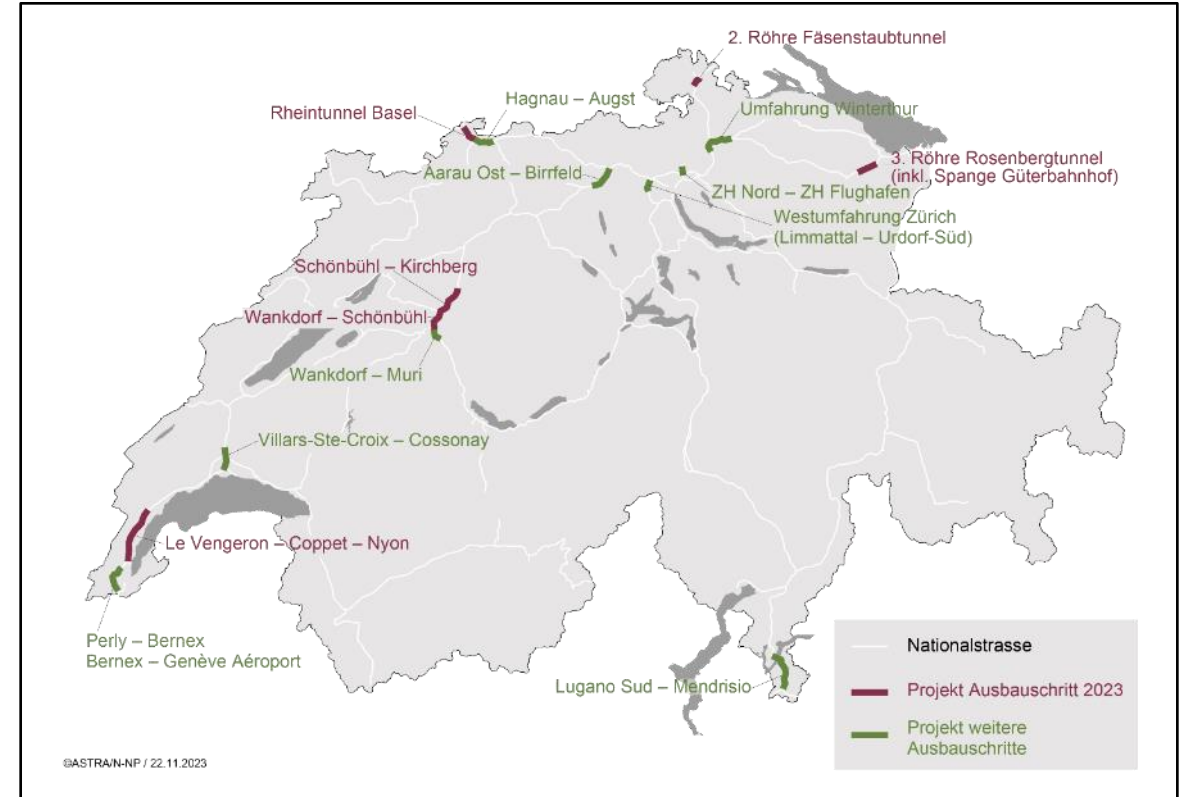 2. Röhre Fäsenstaubtunnel
Hagnau – Augst
Rheintunnel Basel
Umfahrung Winterthur
Aarau Ost – Birrfeld
3. Röhre Rosenbergtunnel
(inkl. Spange Güterbahnhof)
ZH Nord – ZH Flughafen
Westumfahrung Zürich
(Limmattal – Urdorf-Süd)
Schönbühl – Kirchberg
Wankdorf – Schönbühl
Wankdorf – Muri
Villars-Ste-Croix – Cossonay
Le Vengeron – Coppet – Nyon
Perly – Bernex
Bernex – Genève Aéroport
Lugano Sud – Mendrisio
Nationalstrasse
Projekt Ausbauschritt 2023
Projekt weitere
Ausbauschritte
©ASTRA/N-NP / 22.11.2023